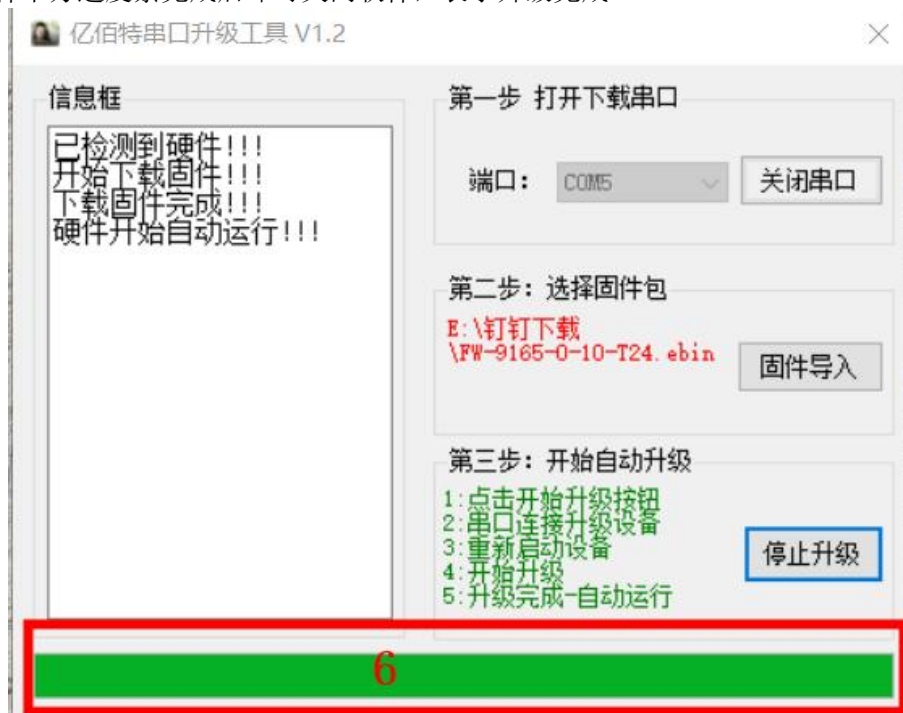 亿佰特串口升级工具 V1.2
信息框
已检测到硬件!!!
开始下载固件!!!
下载固件完成!!!
硬件开始自动运行!!!
第一步 打开下载串口
端口: COM5 关闭串口
第二步: 选择固件包
E:\钉钉下载
\FW-9165-0-10-T24.ebin
固件导入
第三步: 开始自动升级
1:点击开始升级按钮
2:串口连接升级设备
3:重新启动设备
4:开始升级
5:升级完成-自动运行
停止升级
6